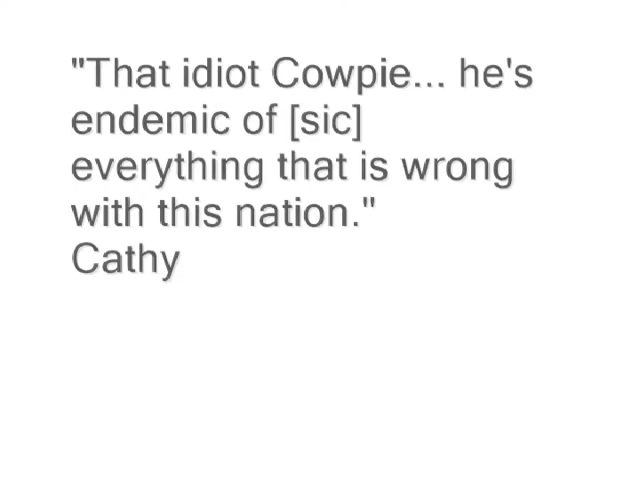 "That idiot Cowpie... he's
endemic of [sic]
everything that is wrong
with this nation."
Cathy